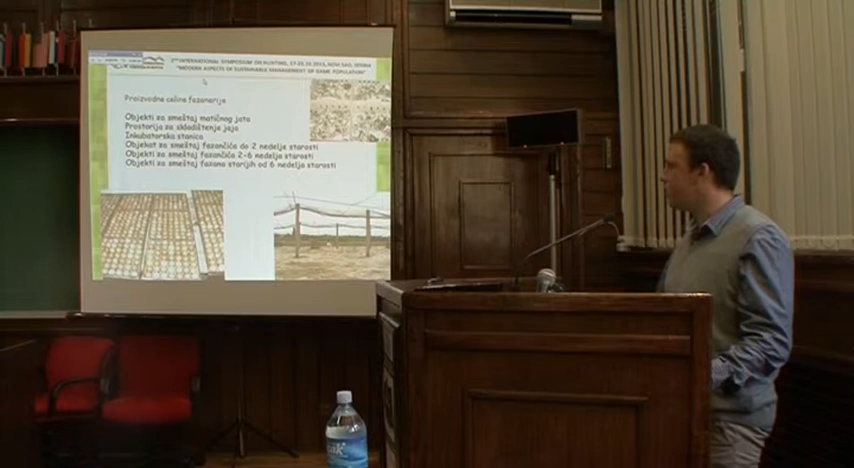 2ND INTERNATIONAL SYMPOSIUM ON HUNTING, 17-20.10.2013, NOVI SAD, SERBIA
"MODERN ASPECTS OF SUSTAINABLE MANAGEMENT OF GAME POPULATION"
Proizvodne celine fazanerije
Objekti za smeštaj matičnog jata
Prostorija za skladištenje jaja
Inkubatorska stanica
Objekat za smeštaj fazančića do 2 nedelje starosti
Objekti za smeštaj fazančića 2-6 nedelje starosti
Objekti za smeštaj fazana starijih od 6 nedelja starosti